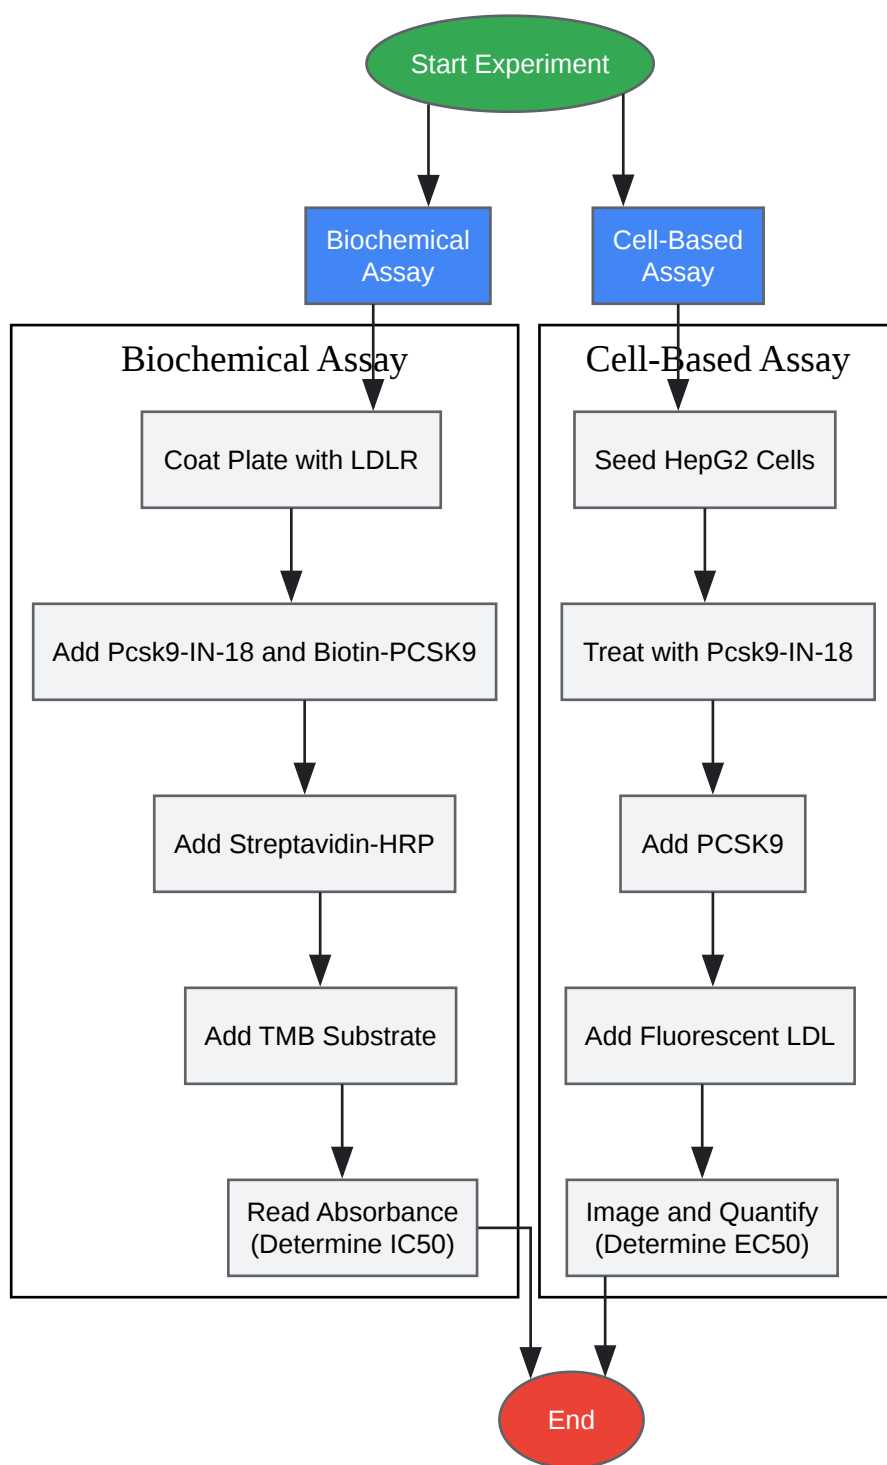 Start Experiment
Biochemical
Assay
Cell-Based
Assay
Biochemical Assay
Coat Plate with LDLR
Add Pcsk9-IN-18 and Biotin-PCSK9
Add Streptavidin-HRP
Add TMB Substrate
Read Absorbance
(Determine IC50)
Cell-Based Assay
Seed HepG2 Cells
Treat with Pcsk9-IN-18
Add PCSK9
Add Fluorescent LDL
Image and Quantify
(Determine EC50)
End